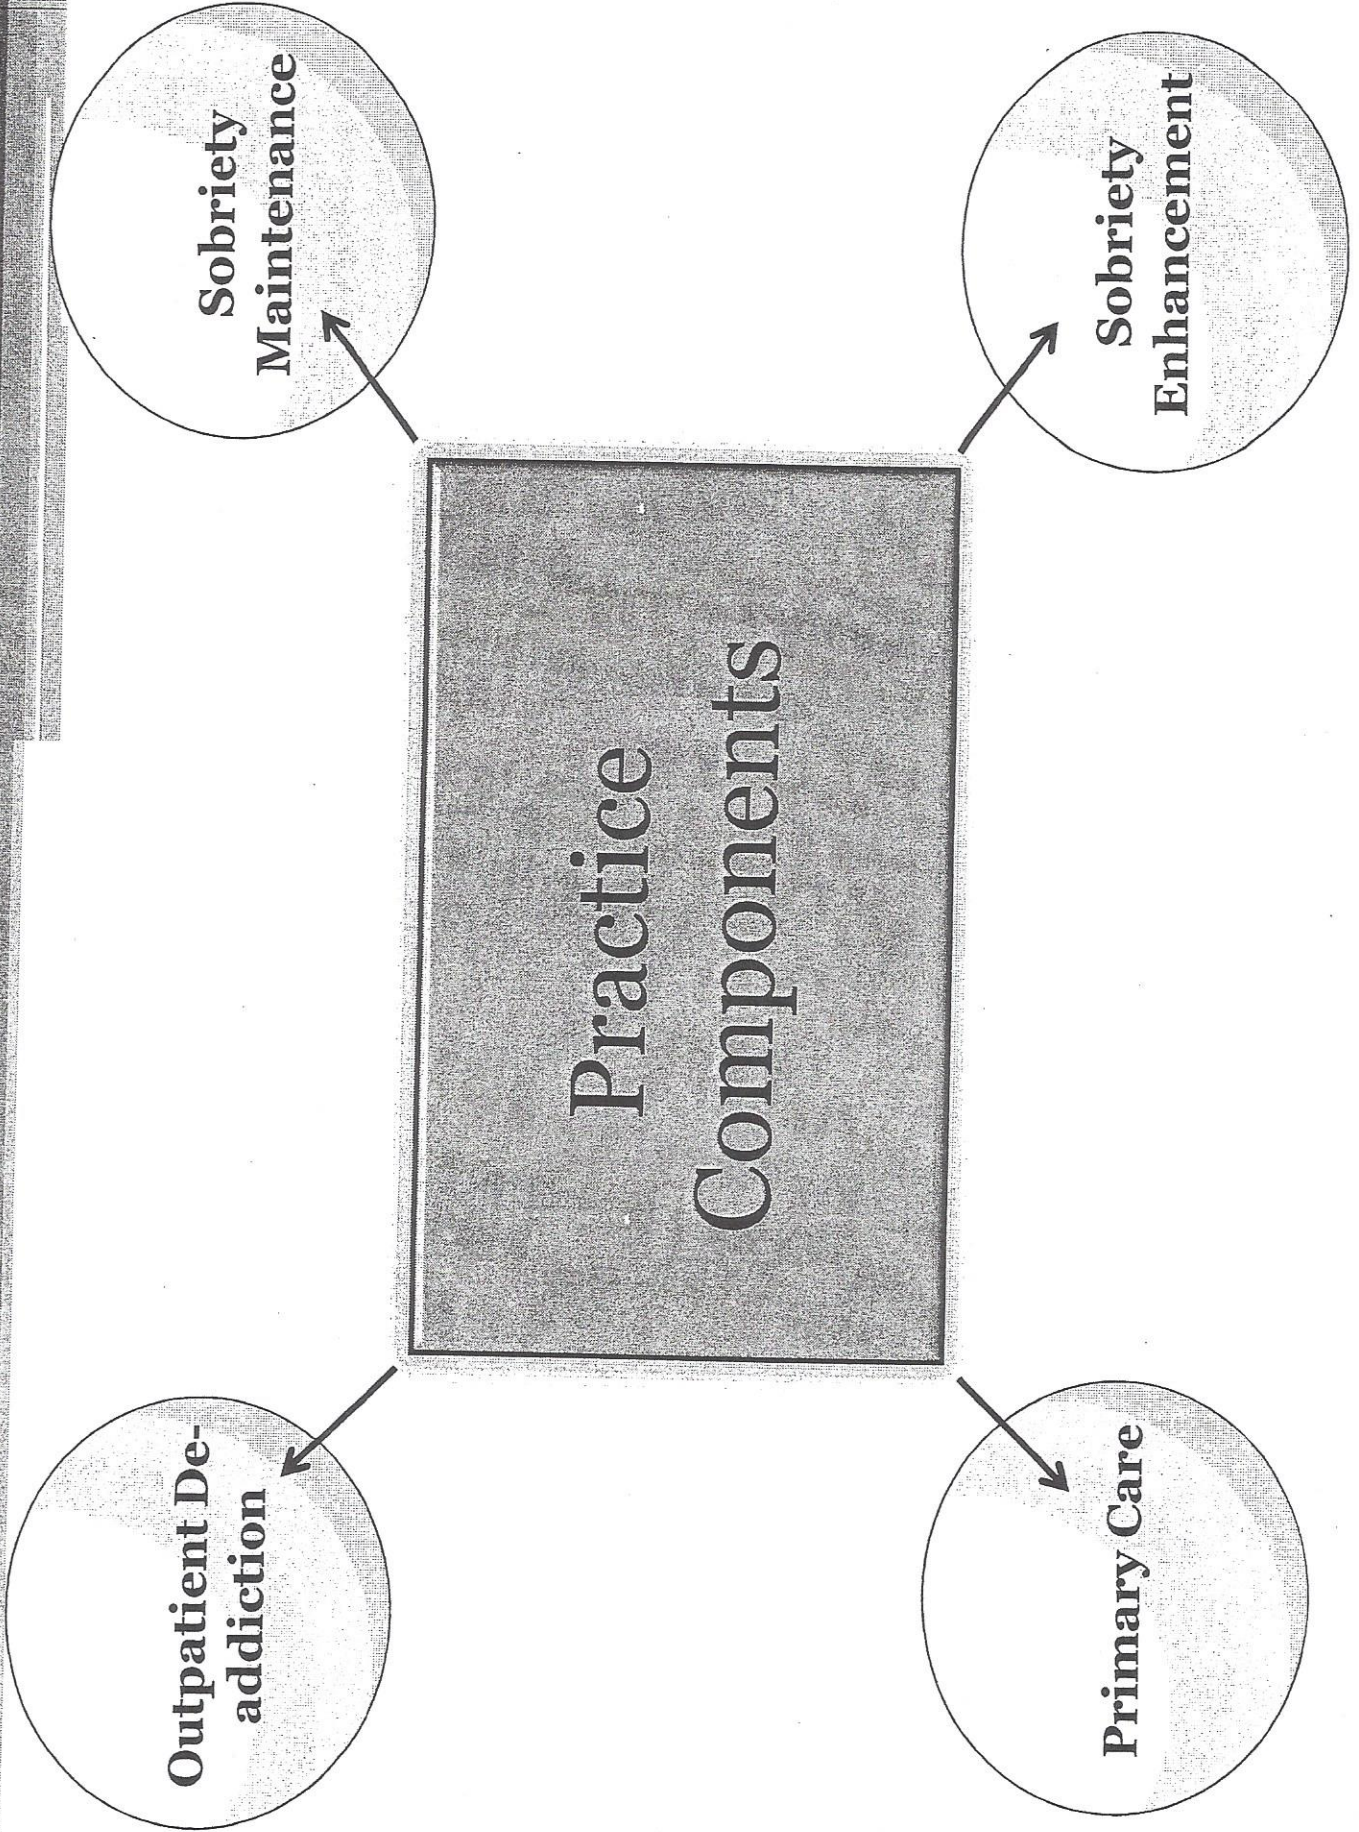 Outpatient De-
addiction
Sobriety
Maintenance
Practice
Components
Primary Care
Sobriety
Enhancement